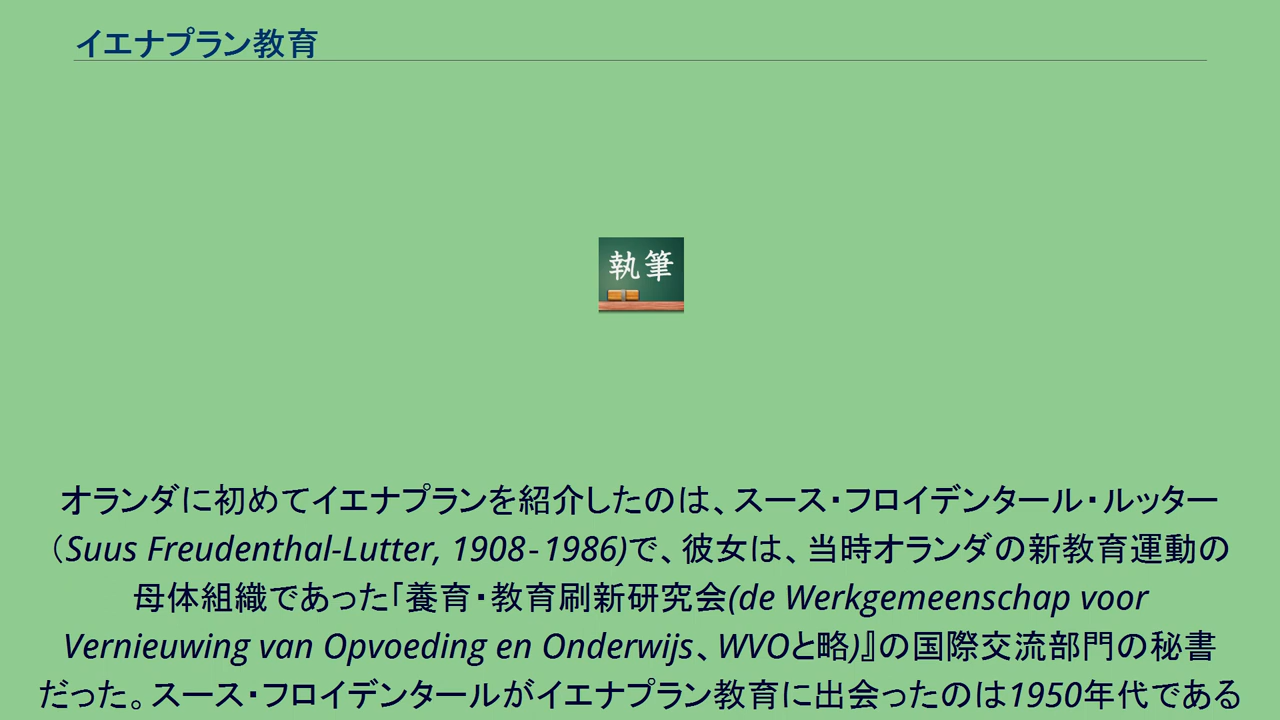 イエナプラン教育
執筆
オランダに初めてイエナプランを紹介したのは、スース・フロイデンタール・ルッター
（Suus Freudenthal-Lutter, 1908-1986)で、彼女は、当時オランダの新教育運動の
母体組織であった「養育・教育刷新研究会(de Werkgemeenschap voor
Vernieuwing van Opvoeding en Onderwijs、WVOと略)』の国際交流部門の秘書
だった。スース・フロイデンタールがイエナプラン教育に出会ったのは1950年代である